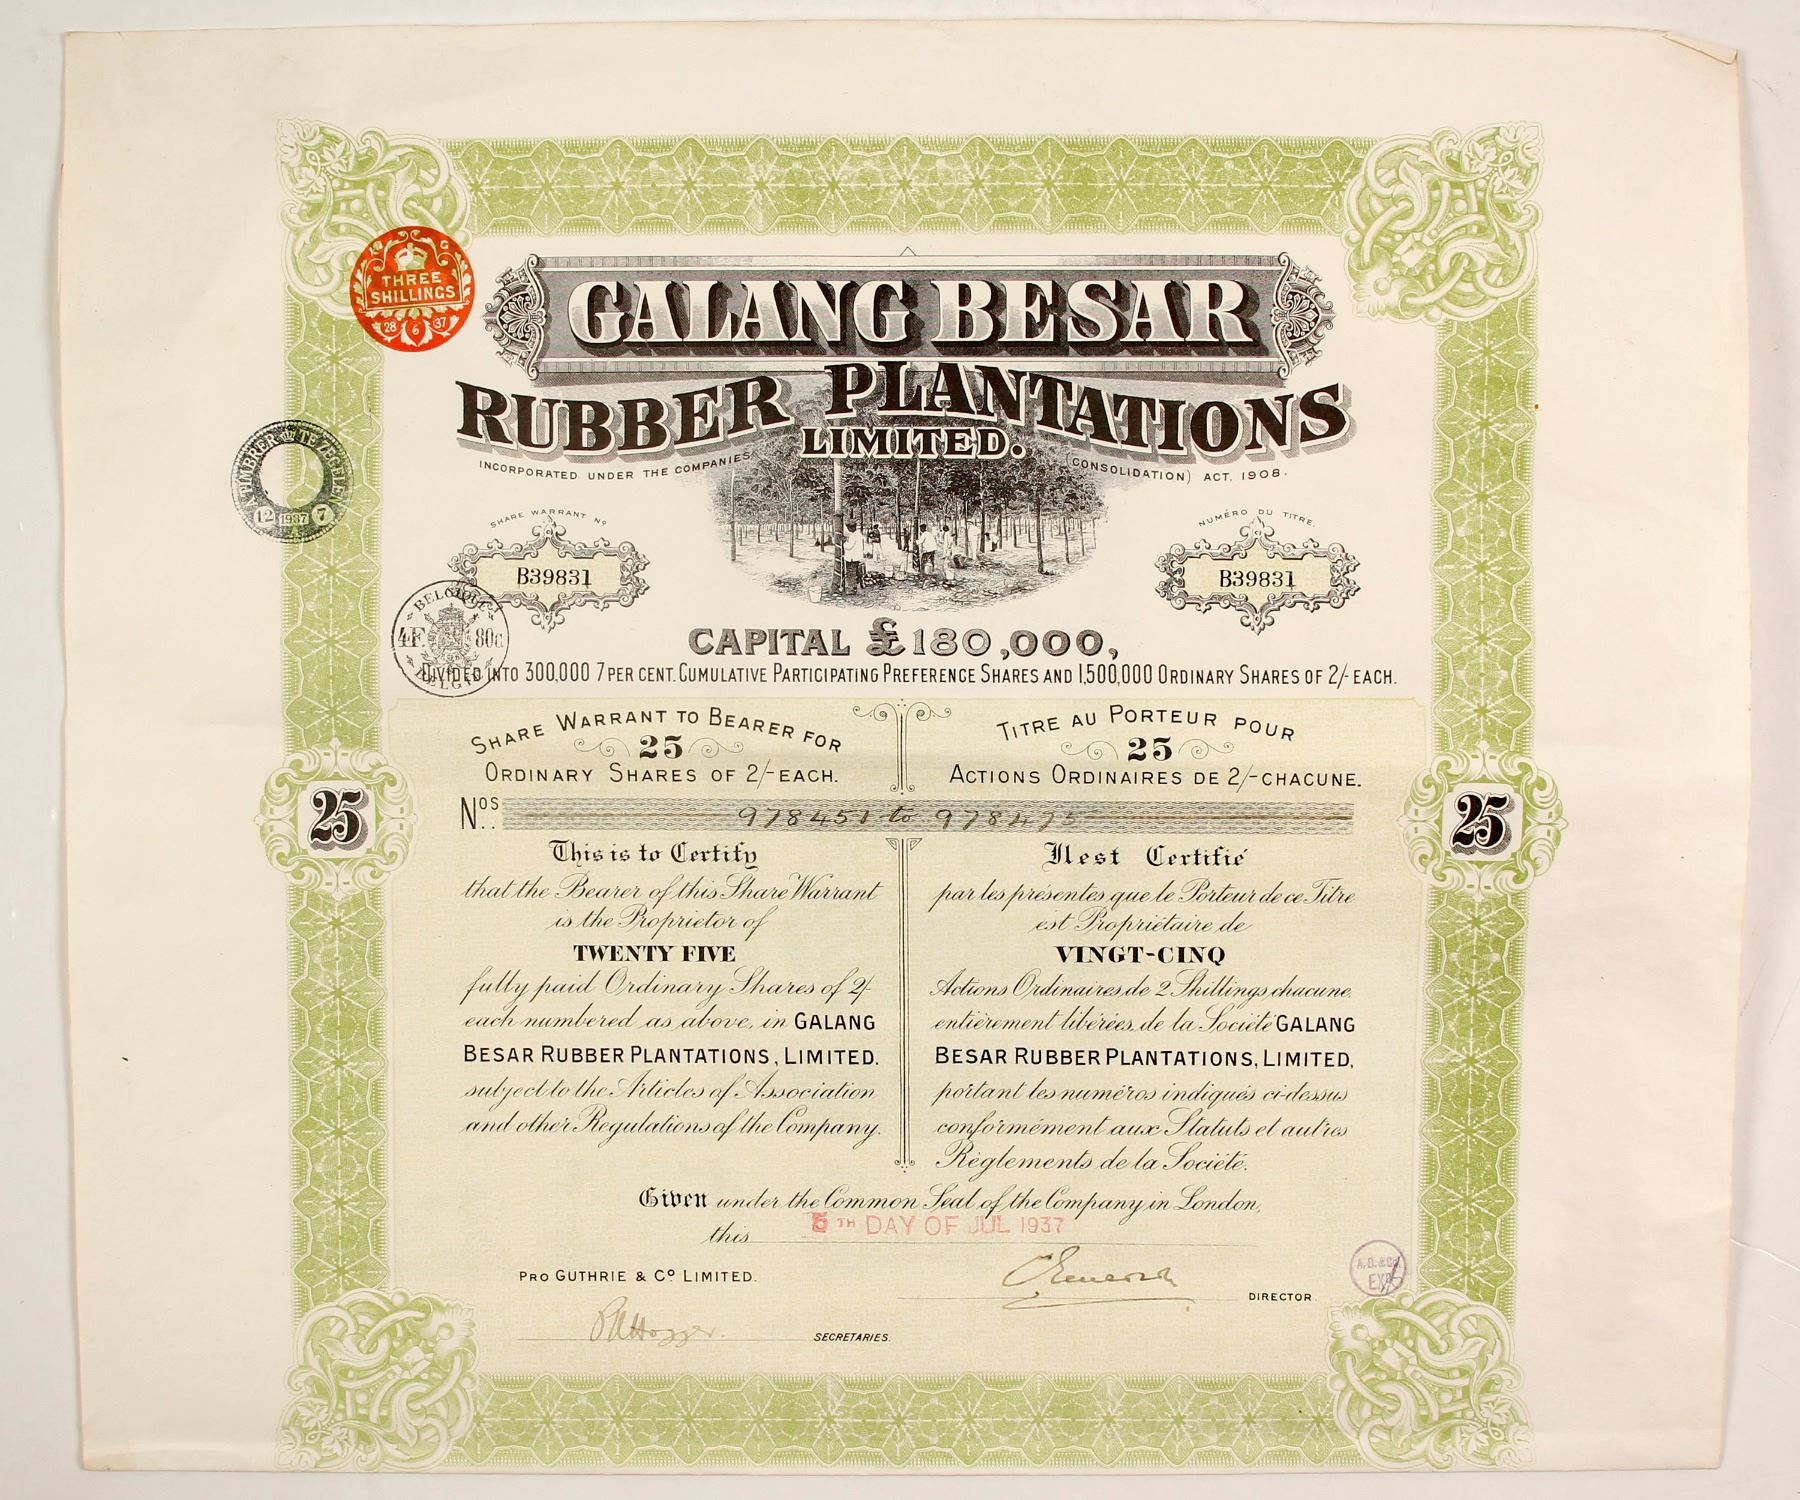 GALANG BESAR
RUBBER PLANTATIONS
LIMITED.
INCORPORATED UNDER THE COMPANIES (CONSOLIDATION) ACT, 1908.
THREE
SHILLINGS
28 6 37
12 1937 7
SHARE WARRANT No
B39831
NUMÉRO DU TITRE.
B39831
BELGIQUE
4F. 80c.
BELGIE
CAPITAL £180,000,
DIVIDED INTO 300,000 7 PER CENT. CUMULATIVE PARTICIPATING PREFERENCE SHARES AND 1,500,000 ORDINARY SHARES OF 2/- EACH.
SHARE WARRANT TO BEARER FOR
25
ORDINARY SHARES OF 2/- EACH.
TITRE AU PORTEUR POUR
25
ACTIONS ORDINAIRES DE 2/- CHACUNE.
25
25
Nos 978451 to 978475
This is to Certify
that the Bearer of this Share Warrant
is the Proprietor of
TWENTY FIVE
fully paid Ordinary Shares of 2/-
each numbered as above, in GALANG
BESAR RUBBER PLANTATIONS, LIMITED.
subject to the Articles of Association
and other Regulations of the Company.
Il est Certifié
par les présentes que le Porteur de ce Titre
est Propriétaire de
VINGT-CINQ
Actions Ordinaires de 2 Shillings chacune,
entièrement libérées, de la Société GALANG
BESAR RUBBER PLANTATIONS, LIMITED,
portant les numéros indiqués ci-dessus
conformément aux Statuts et autres
Règlements de la Société.
Given under the Common Seal of the Company in London,
this 6TH DAY OF JUL 1937
PRO GUTHRIE & Co LIMITED.
DIRECTOR
SECRETARIES.